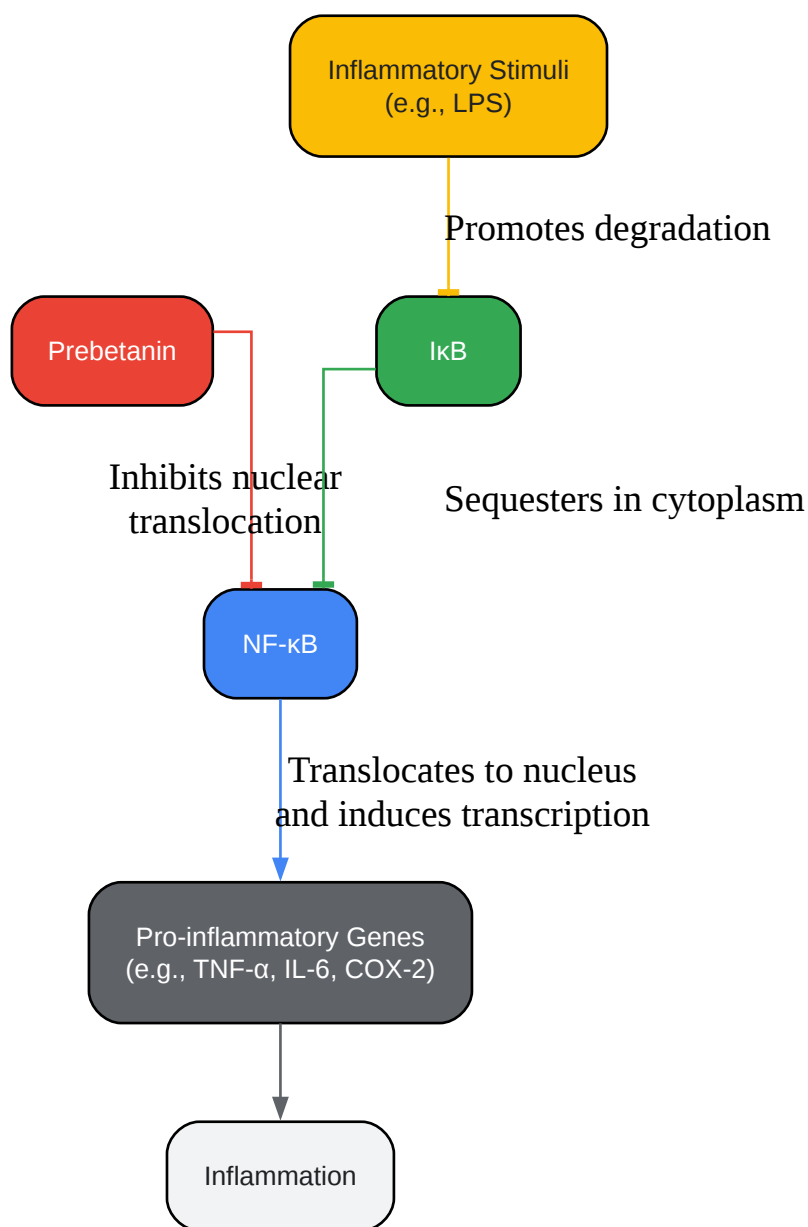 Inflammatory Stimuli
(e.g., LPS)
Promotes degradation
Prebetanin
IκB
Inhibits nuclear
translocation
Sequesters in cytoplasm
NF-κB
Translocates to nucleus
and induces transcription
Pro-inflammatory Genes
(e.g., TNF-α, IL-6, COX-2)
Inflammation